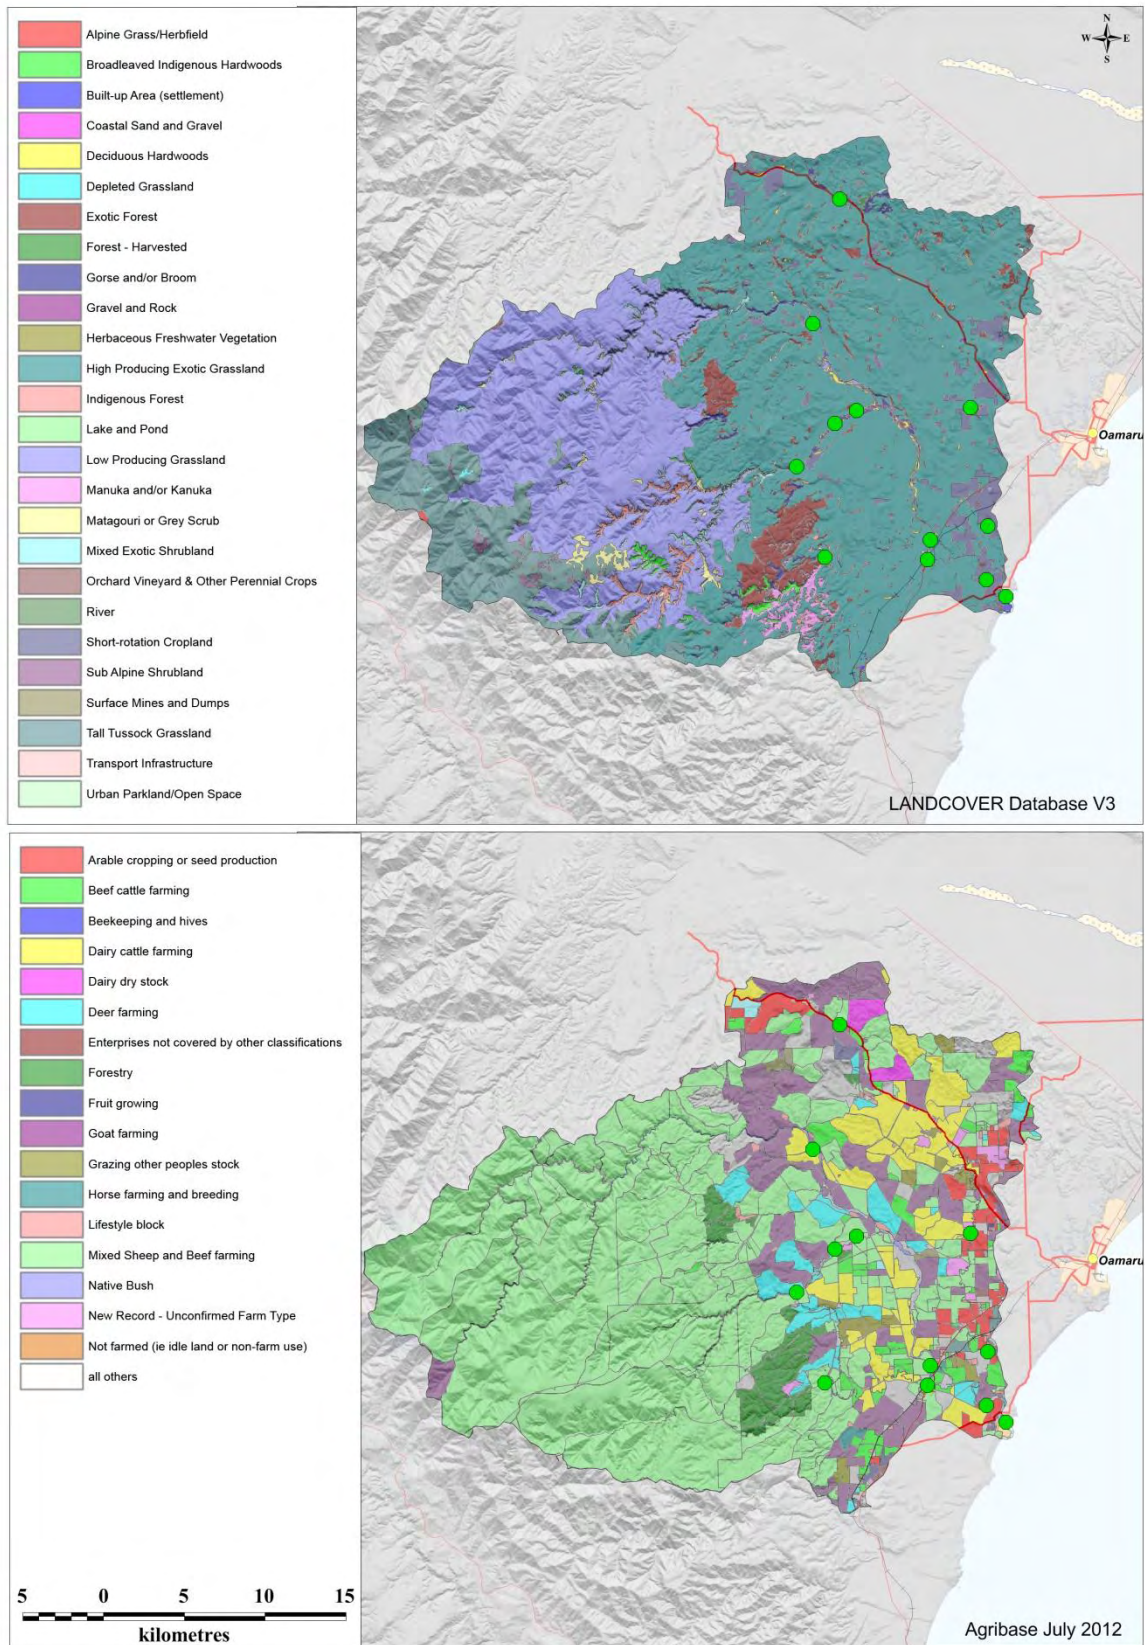 Alpine Grass/Herbfield
Broadleaved Indigenous Hardwoods
Built-up Area (settlement)
Coastal Sand and Gravel
Deciduous Hardwoods
Depleted Grassland
Exotic Forest
Forest - Harvested
Gorse and/or Broom
Gravel and Rock
Herbaceous Freshwater Vegetation
High Producing Exotic Grassland
Indigenous Forest
Lake and Pond
Low Producing Grassland
Manuka and/or Kanuka
Matagouri or Grey Scrub
Mixed Exotic Shrubland
Orchard Vineyard & Other Perennial Crops
River
Short-rotation Cropland
Sub Alpine Shrubland
Surface Mines and Dumps
Tall Tussock Grassland
Transport Infrastructure
Urban Parkland/Open Space
N
W E
S
Oamaru
LANDCOVER Database V3
Arable cropping or seed production
Beef cattle farming
Beekeeping and hives
Dairy cattle farming
Dairy dry stock
Deer farming
Enterprises not covered by other classifications
Forestry
Fruit growing
Goat farming
Grazing other peoples stock
Horse farming and breeding
Lifestyle block
Mixed Sheep and Beef farming
Native Bush
New Record - Unconfirmed Farm Type
Not farmed (ie idle land or non-farm use)
all others
5 0 5 10 15
kilometres
Oamaru
Agribase July 2012